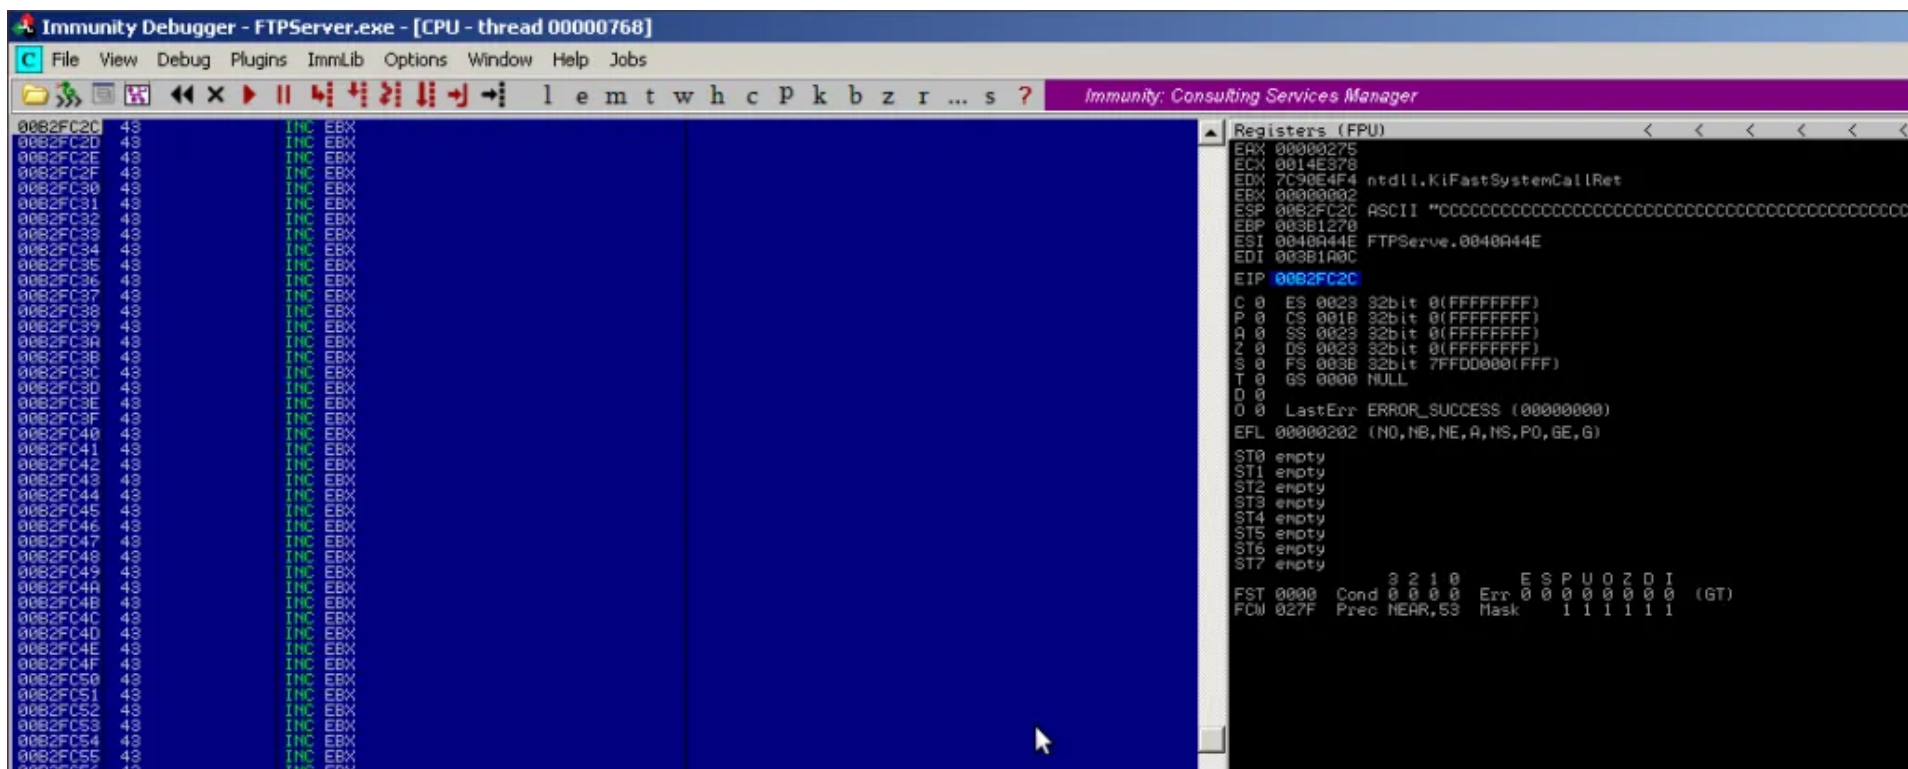 Immunity Debugger - FTPServer.exe - [CPU - thread 00000768]
C File View Debug Plugins ImmLib Options Window Help Jobs
l e m t w h c P k b z r ... s ? Immunity: Consulting Services Manager
00B2FC2C 43 INC EBX
00B2FC2D 43 INC EBX
00B2FC2E 43 INC EBX
00B2FC2F 43 INC EBX
00B2FC30 43 INC EBX
00B2FC31 43 INC EBX
00B2FC32 43 INC EBX
00B2FC33 43 INC EBX
00B2FC34 43 INC EBX
00B2FC35 43 INC EBX
00B2FC36 43 INC EBX
00B2FC37 43 INC EBX
00B2FC38 43 INC EBX
00B2FC39 43 INC EBX
00B2FC3A 43 INC EBX
00B2FC3B 43 INC EBX
00B2FC3C 43 INC EBX
00B2FC3D 43 INC EBX
00B2FC3E 43 INC EBX
00B2FC3F 43 INC EBX
00B2FC40 43 INC EBX
00B2FC41 43 INC EBX
00B2FC42 43 INC EBX
00B2FC43 43 INC EBX
00B2FC44 43 INC EBX
00B2FC45 43 INC EBX
00B2FC46 43 INC EBX
00B2FC47 43 INC EBX
00B2FC48 43 INC EBX
00B2FC49 43 INC EBX
00B2FC4A 43 INC EBX
00B2FC4B 43 INC EBX
00B2FC4C 43 INC EBX
00B2FC4D 43 INC EBX
00B2FC4E 43 INC EBX
00B2FC4F 43 INC EBX
00B2FC50 43 INC EBX
00B2FC51 43 INC EBX
00B2FC52 43 INC EBX
00B2FC53 43 INC EBX
00B2FC54 43 INC EBX
00B2FC55 43 INC EBX
Registers (FPU) < < < < < <
EAX 00000275
ECX 0014E378
EDX 7C90E4F4 ntdll.KiFastSystemCallRet
EBX 00000002
ESP 00B2FC2C ASCII "CCCCCCCCCCCCCCCCCCCCCCCCCCCCCCCCCCCCCCCCCCCCCCCCCCCC
EBP 003B1270
ESI 0040A44E FTPServe.0040A44E
EDI 003B1A0C
EIP 00B2FC2C
C 0 ES 0023 32bit 0(FFFFFFFF)
P 0 CS 001B 32bit 0(FFFFFFFF)
A 0 SS 0023 32bit 0(FFFFFFFF)
Z 0 DS 0023 32bit 0(FFFFFFFF)
S 0 FS 003B 32bit 7FFDD000(FFF)
T 0 GS 0000 NULL
D 0
O 0 LastErr ERROR_SUCCESS (00000000)
EFL 00000202 (NO,NB,NE,A,NS,PO,GE,G)
ST0 empty
ST1 empty
ST2 empty
ST3 empty
ST4 empty
ST5 empty
ST6 empty
ST7 empty
3 2 1 0 E S P U O Z D I
FST 0000 Cond 0 0 0 0 Err 0 0 0 0 0 0 0 0 (GT)
FCW 027F Prec NEAR,53 Mask 1 1 1 1 1 1